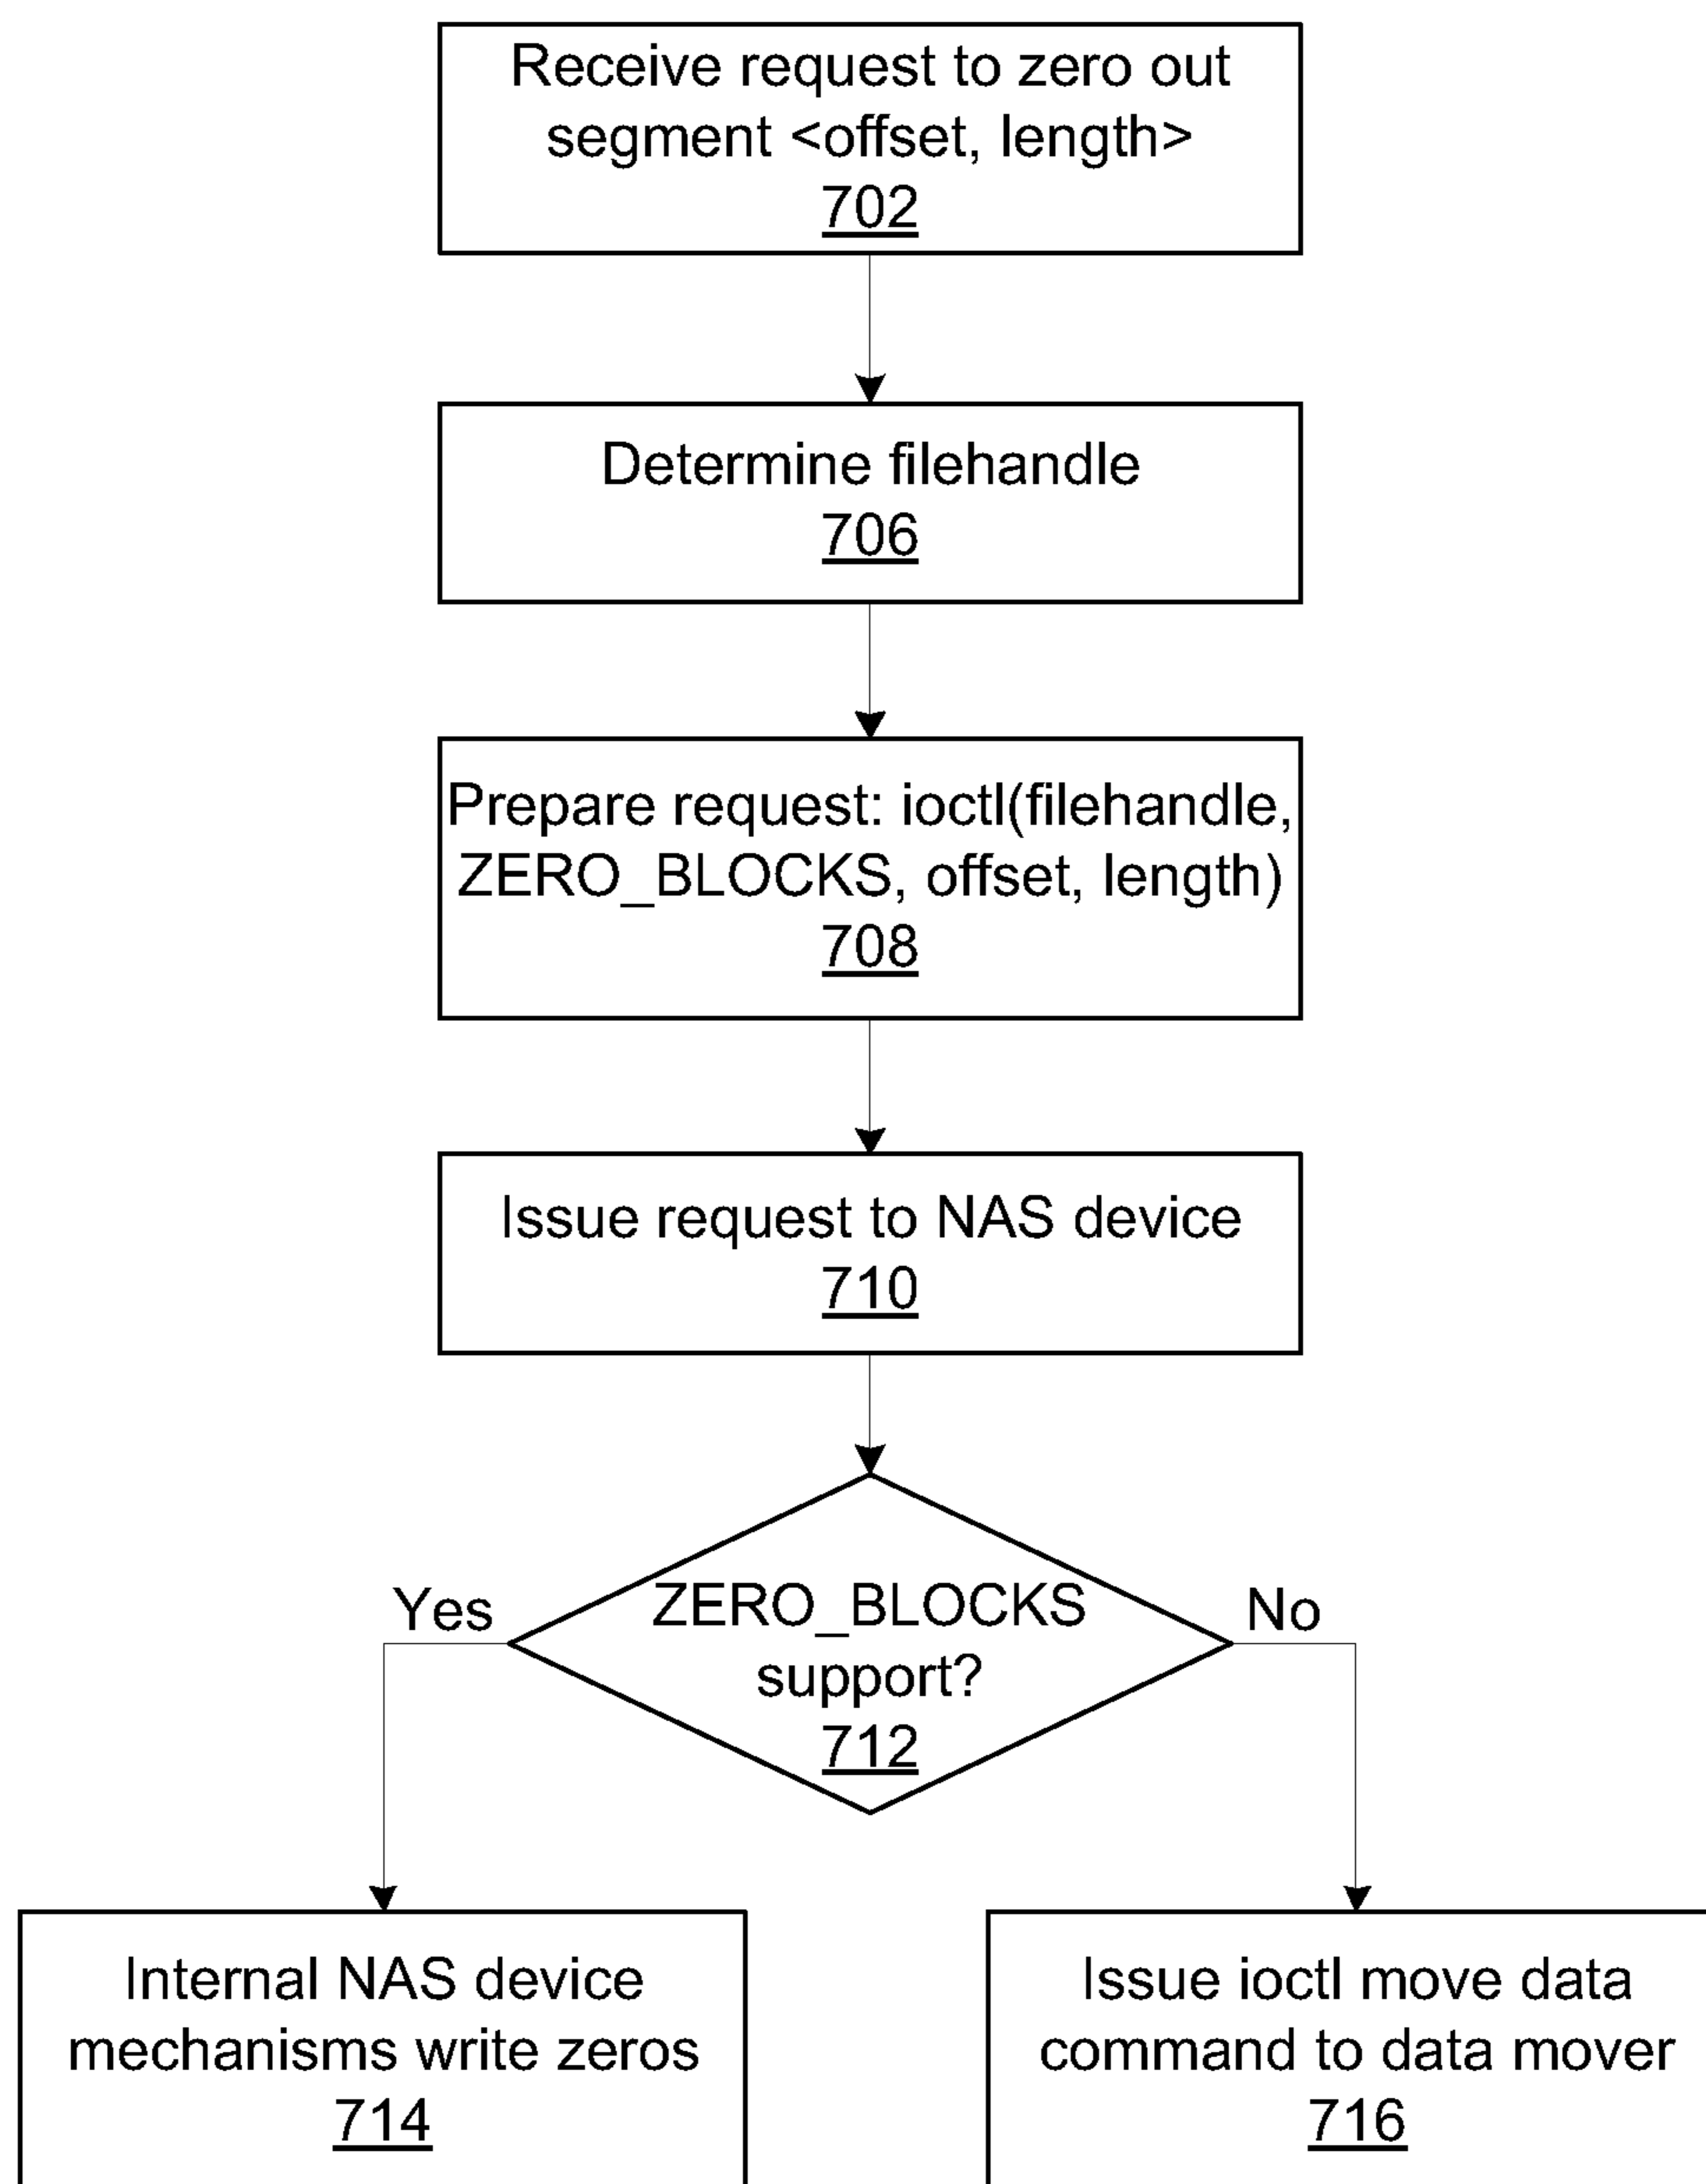 Receive request to zero out
segment <offset, length>
702
Determine filehandle
706
Prepare request: ioctl(filehandle,
ZERO_BLOCKS, offset, length)
708
Issue request to NAS device
710
Yes
ZERO_BLOCKS
support?
712
No
Internal NAS device
mechanisms write zeros
714
Issue ioctl move data
command to data mover
716